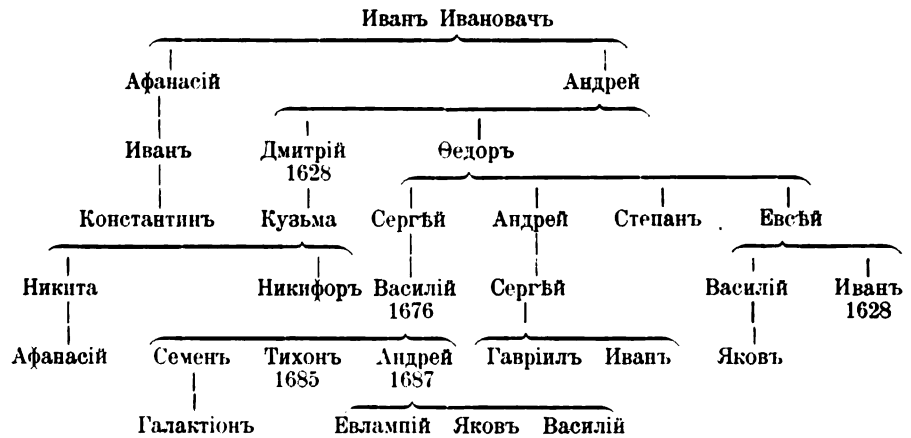 Иванъ Ивановачъ
Афанасій Андрей
Иванъ Дмитрій Ѳедоръ
1628
Константинъ Кузьма Сергѣй Андрей Степанъ Евсѣй
Никита Никифоръ Василій Сергѣй Василій Иванъ
1676 1628
Афанасій Семенъ Тихонъ Андрей Гавріилъ Иванъ Яковъ
1685 1687
Галактіонъ Евлампій Яковъ Василій